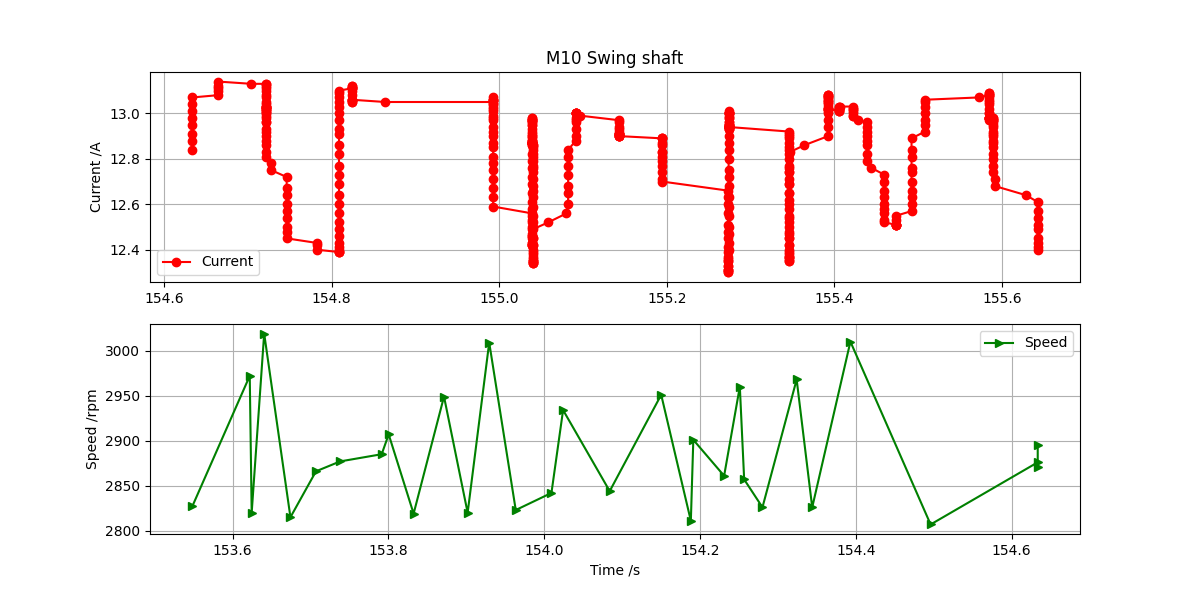 M10 Swing shaft
Current /A
13.0
12.8
12.6
12.4
Current
154.6 154.8 155.0 155.2 155.4 155.6
Speed /rpm
3000
2950
2900
2850
2800
Speed
153.6 153.8 154.0 154.2 154.4 154.6
Time /s